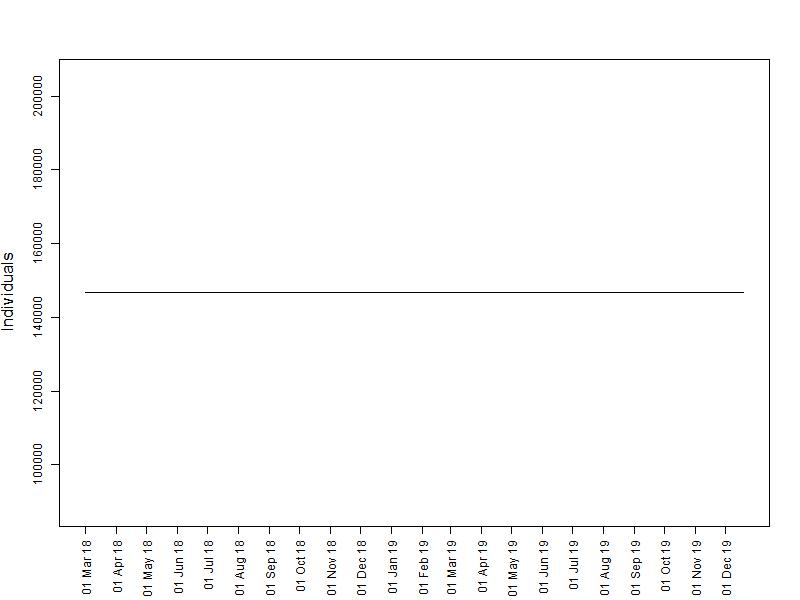 Individuals
200000
180000
160000
140000
120000
100000
01 Mar 18
01 Apr 18
01 May 18
01 Jun 18
01 Jul 18
01 Aug 18
01 Sep 18
01 Oct 18
01 Nov 18
01 Dec 18
01 Jan 19
01 Feb 19
01 Mar 19
01 Apr 19
01 May 19
01 Jun 19
01 Jul 19
01 Aug 19
01 Sep 19
01 Oct 19
01 Nov 19
01 Dec 19